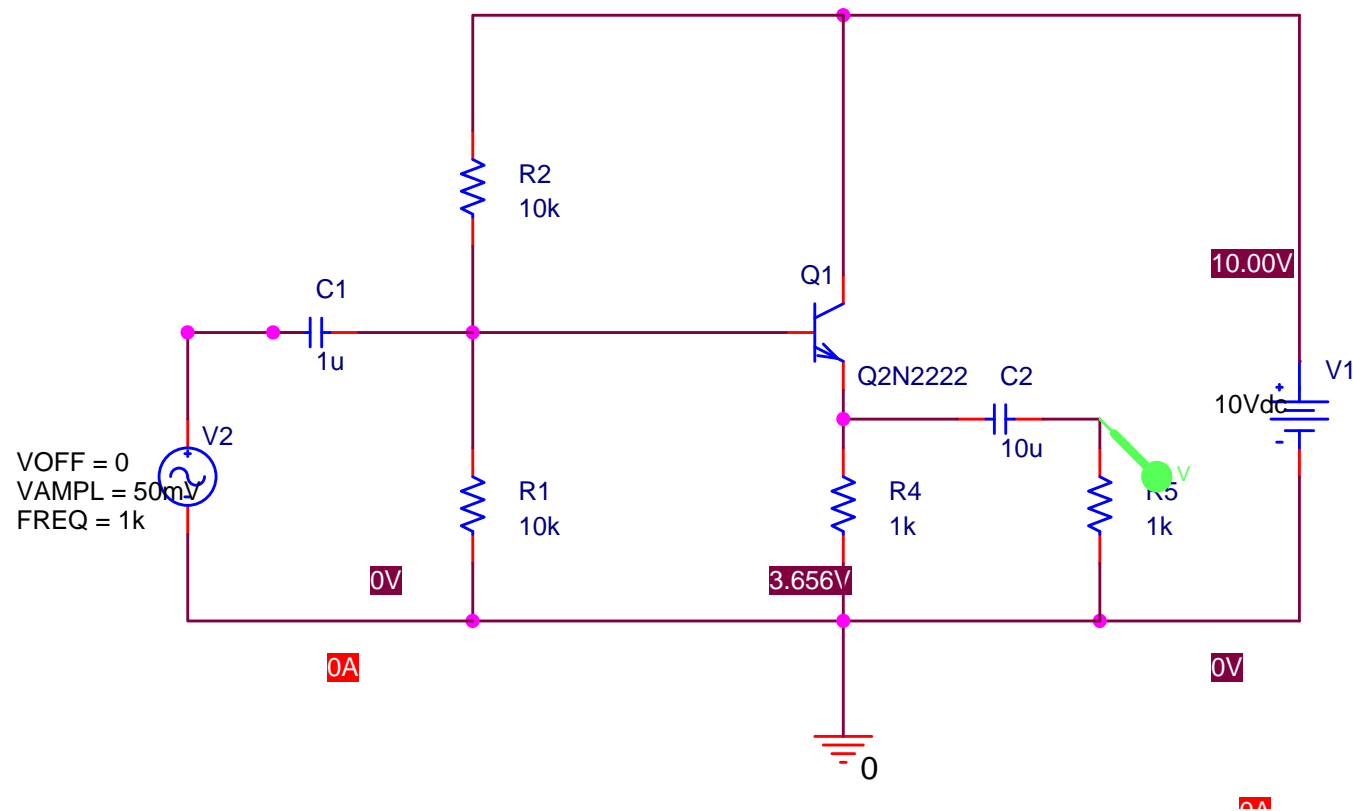 R2
10k
10.00V
Q1
C1
1u
Q2N2222
C2
10u
V1
10Vdc
V2
VOFF = 0
VAMPL = 50mV
FREQ = 1k
R1
10k
R4
1k
V
R5
1k
0V
3.656V
0A
0V
0
0A